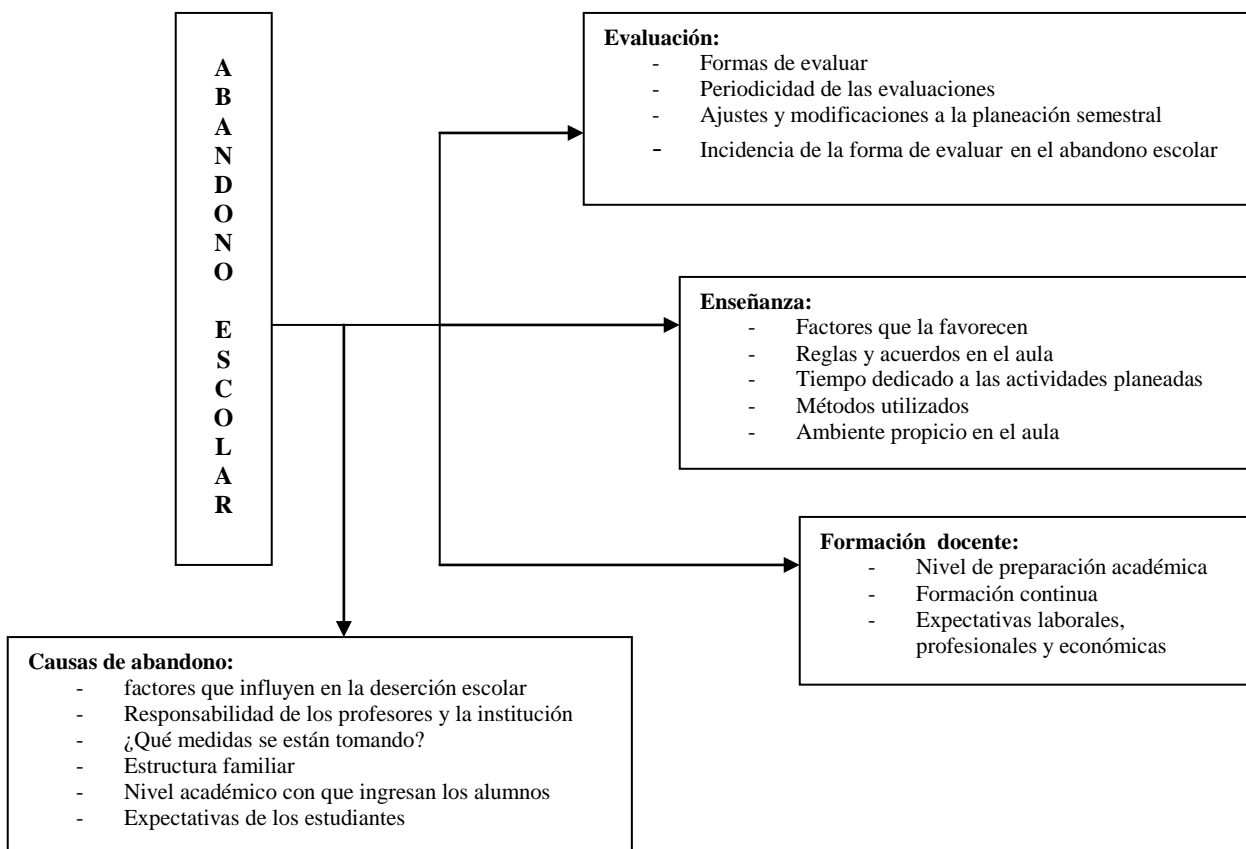 ABANDONO ESCOLAR
Evaluación:
- Formas de evaluar
- Periodicidad de las evaluaciones
- Ajustes y modificaciones a la planeación semestral
- Incidencia de la forma de evaluar en el abandono escolar
Enseñanza:
- Factores que la favorecen
- Reglas y acuerdos en el aula
- Tiempo dedicado a las actividades planeadas
- Métodos utilizados
- Ambiente propicio en el aula
Formación docente:
- Nivel de preparación académica
- Formación continua
- Expectativas laborales,
profesionales y económicas
Causas de abandono:
- factores que influyen en la deserción escolar
- Responsabilidad de los profesores y la institución
- ¿Qué medidas se están tomando?
- Estructura familiar
- Nivel académico con que ingresan los alumnos
- Expectativas de los estudiantes